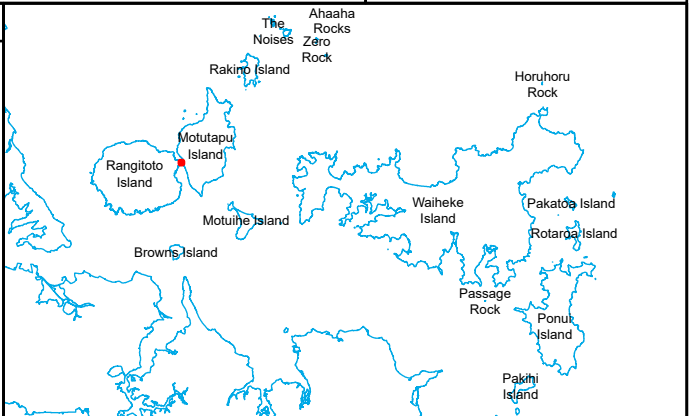 Ahaaha
Rocks
The
Noises
Zero
Rock
Rakino Island
Horuhoru
Rock
Motutapu
Island
Rangitoto
Island
Waiheke
Island
Pakatoa Island
Motuihe Island
Rotaroa Island
Browns Island
Passage
Rock
Ponui
Island
Pakihi
Island